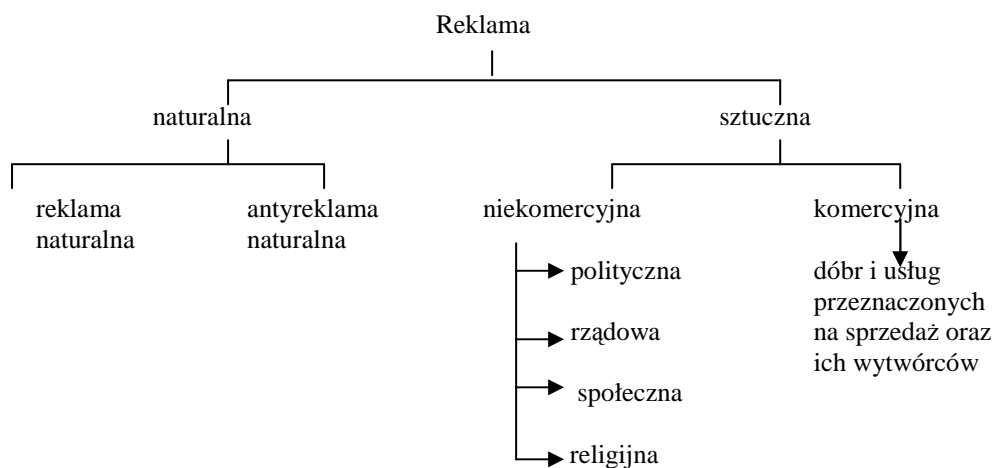 Reklama
naturalna
sztuczna
reklama
naturalna
antyreklama
naturalna
niekomercyjna
polityczna
rządowa
społeczna
religijna
komercyjna
dóbr i usług
przeznaczonych
na sprzedaż oraz
ich wytwórców